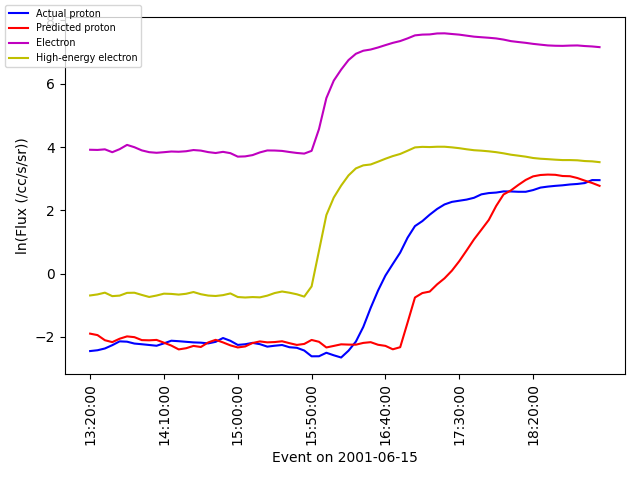 Actual proton
Predicted proton
Electron
High-energy electron
8
6
4
2
0
−2
ln(Flux (/cc/s/sr))
13:20:00
14:10:00
15:00:00
15:50:00
16:40:00
17:30:00
18:20:00
Event on 2001-06-15